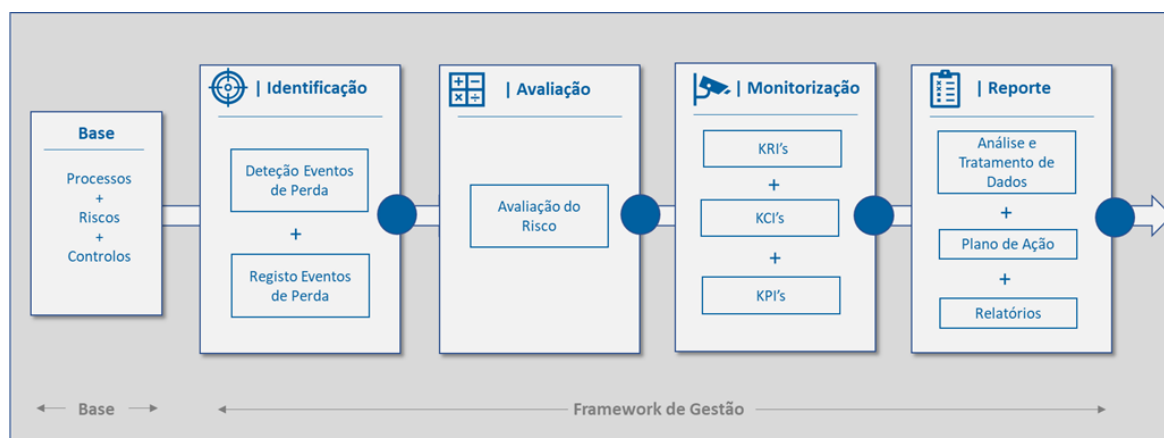 Base
Processos
+
Riscos
+
Controlos
| Identificação
Deteção Eventos
de Perda
+
Registo Eventos
de Perda
| Avaliação
Avaliação do
Risco
| Monitorização
KRI's
+
KCI's
+
KPI's
| Reporte
Análise e
Tratamento de
Dados
+
Plano de Ação
+
Relatórios
Base
Framework de Gestão